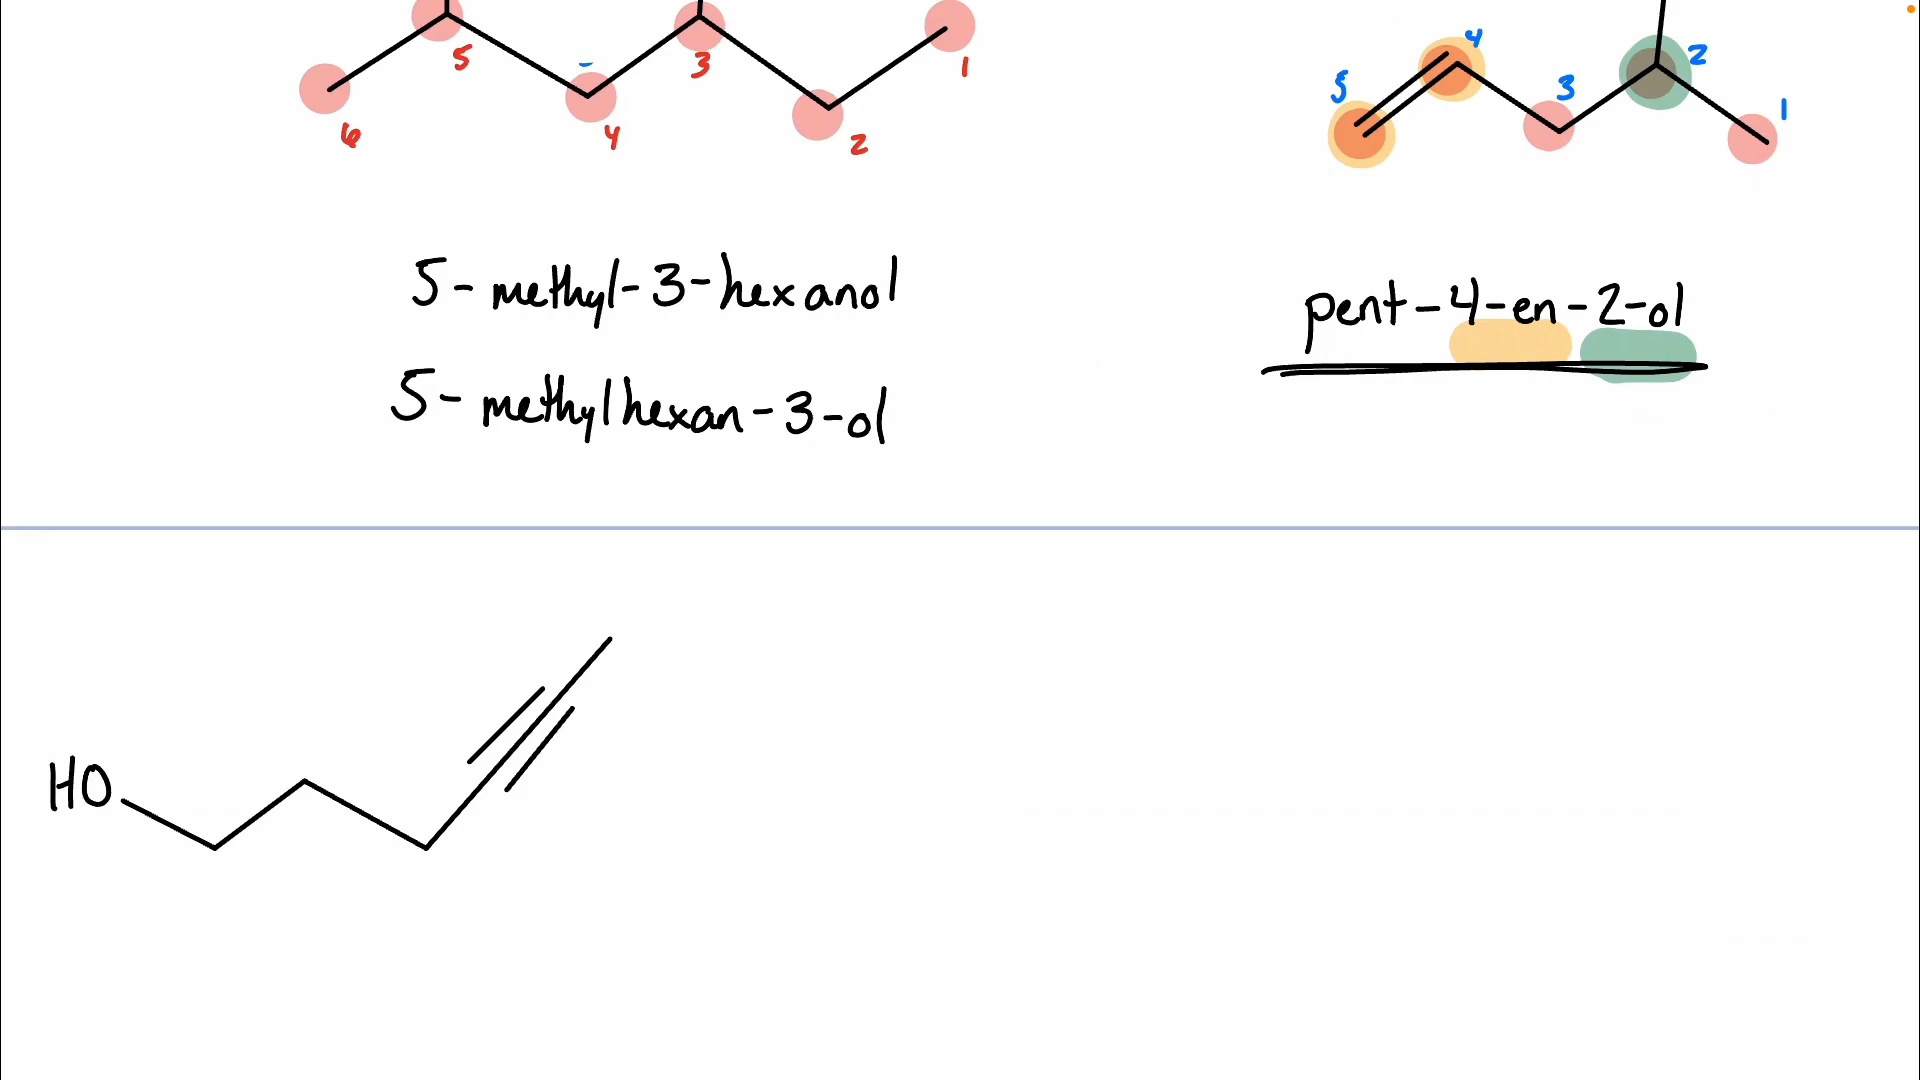 5
6
4
3
2
1
5
4
3
2
1
5-methyl-3-hexanol
5-methylhexan-3-ol
pent-4-en-2-ol
HO